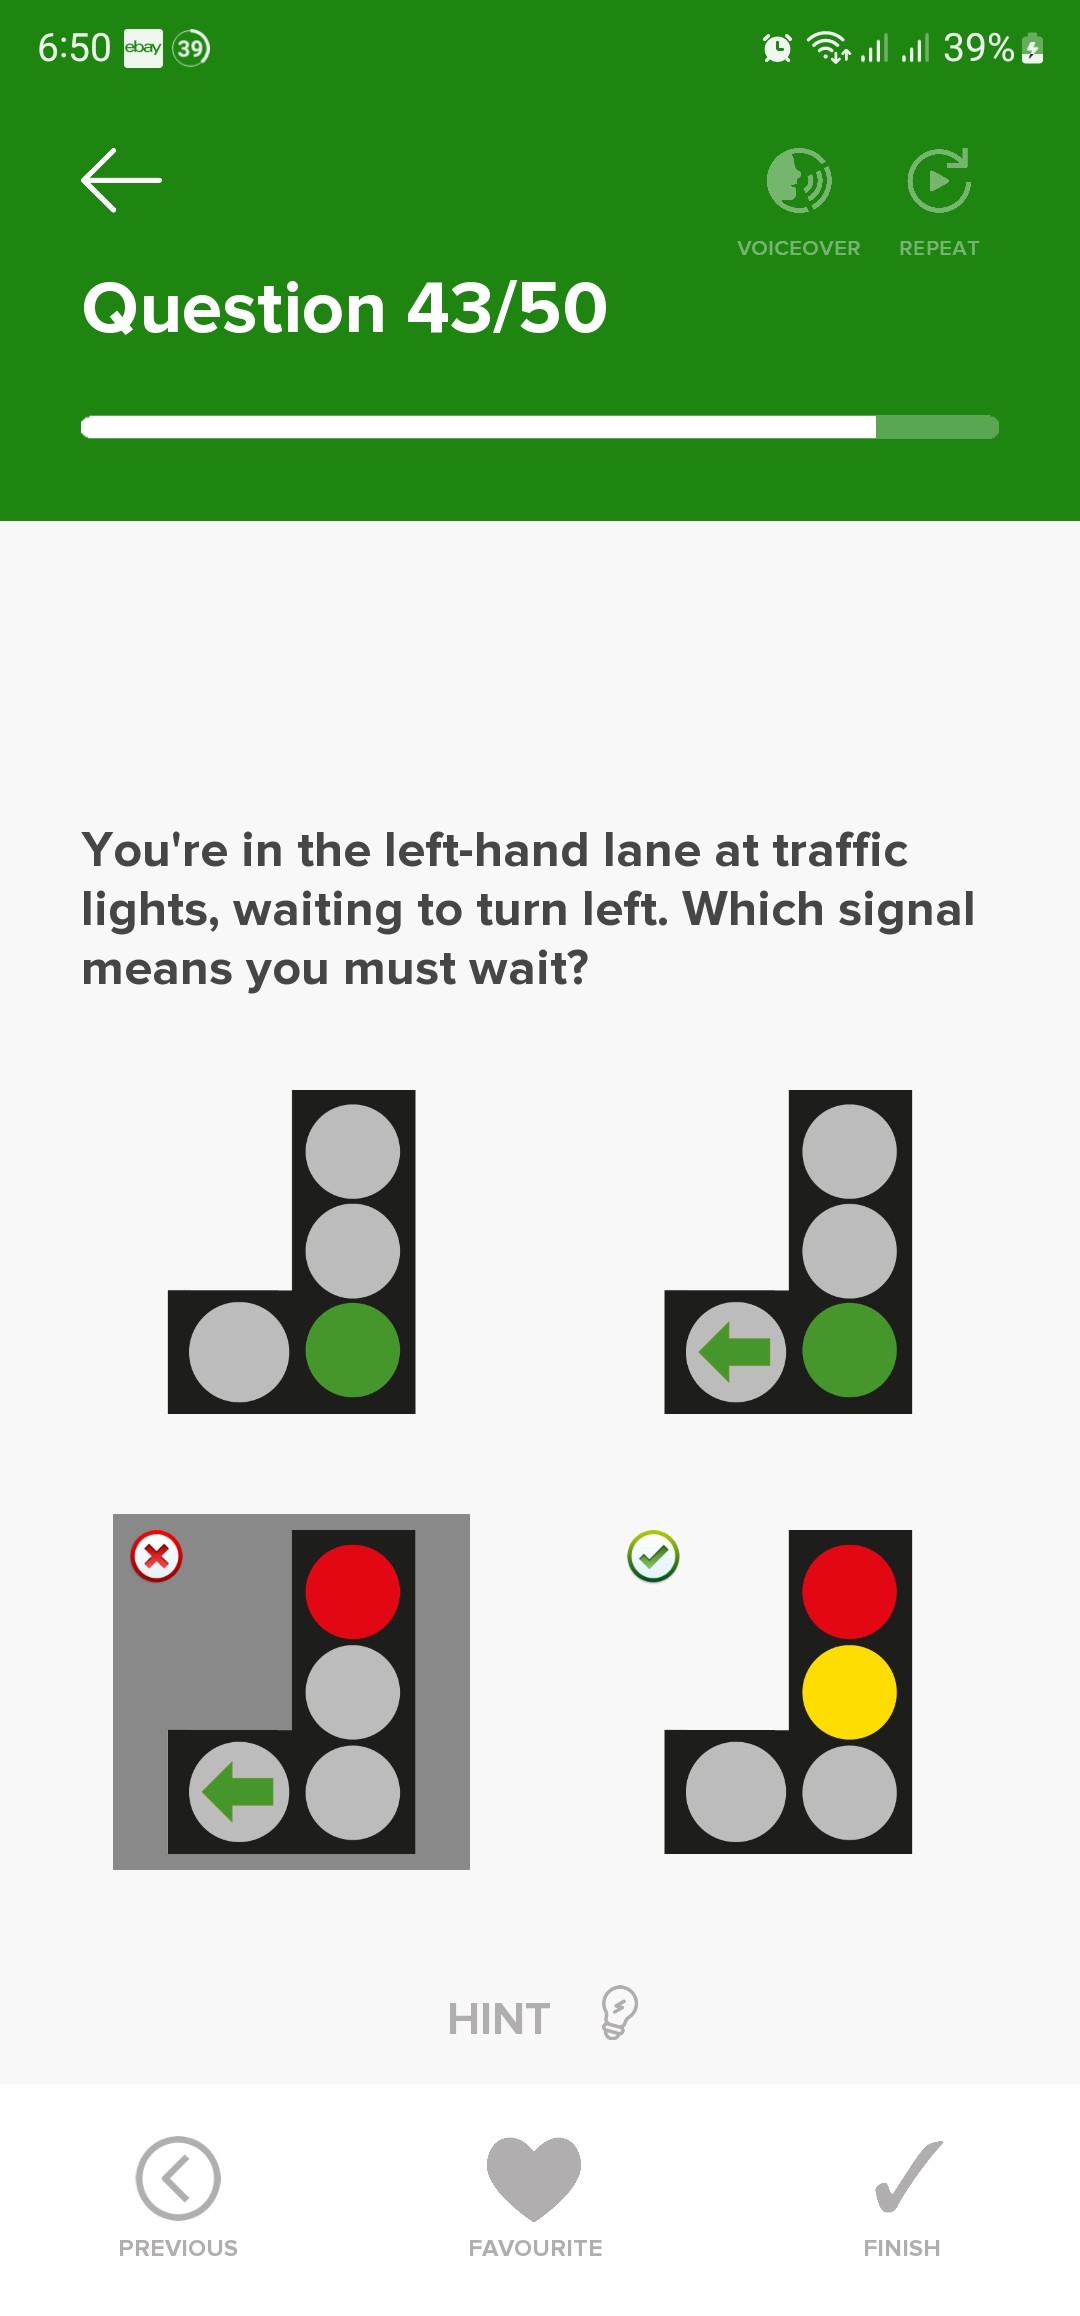 6:50 ebay 39 39%
VOICEOVER REPEAT
Question 43/50
You're in the left-hand lane at traffic
lights, waiting to turn left. Which signal
means you must wait?
HINT
PREVIOUS FAVOURITE FINISH